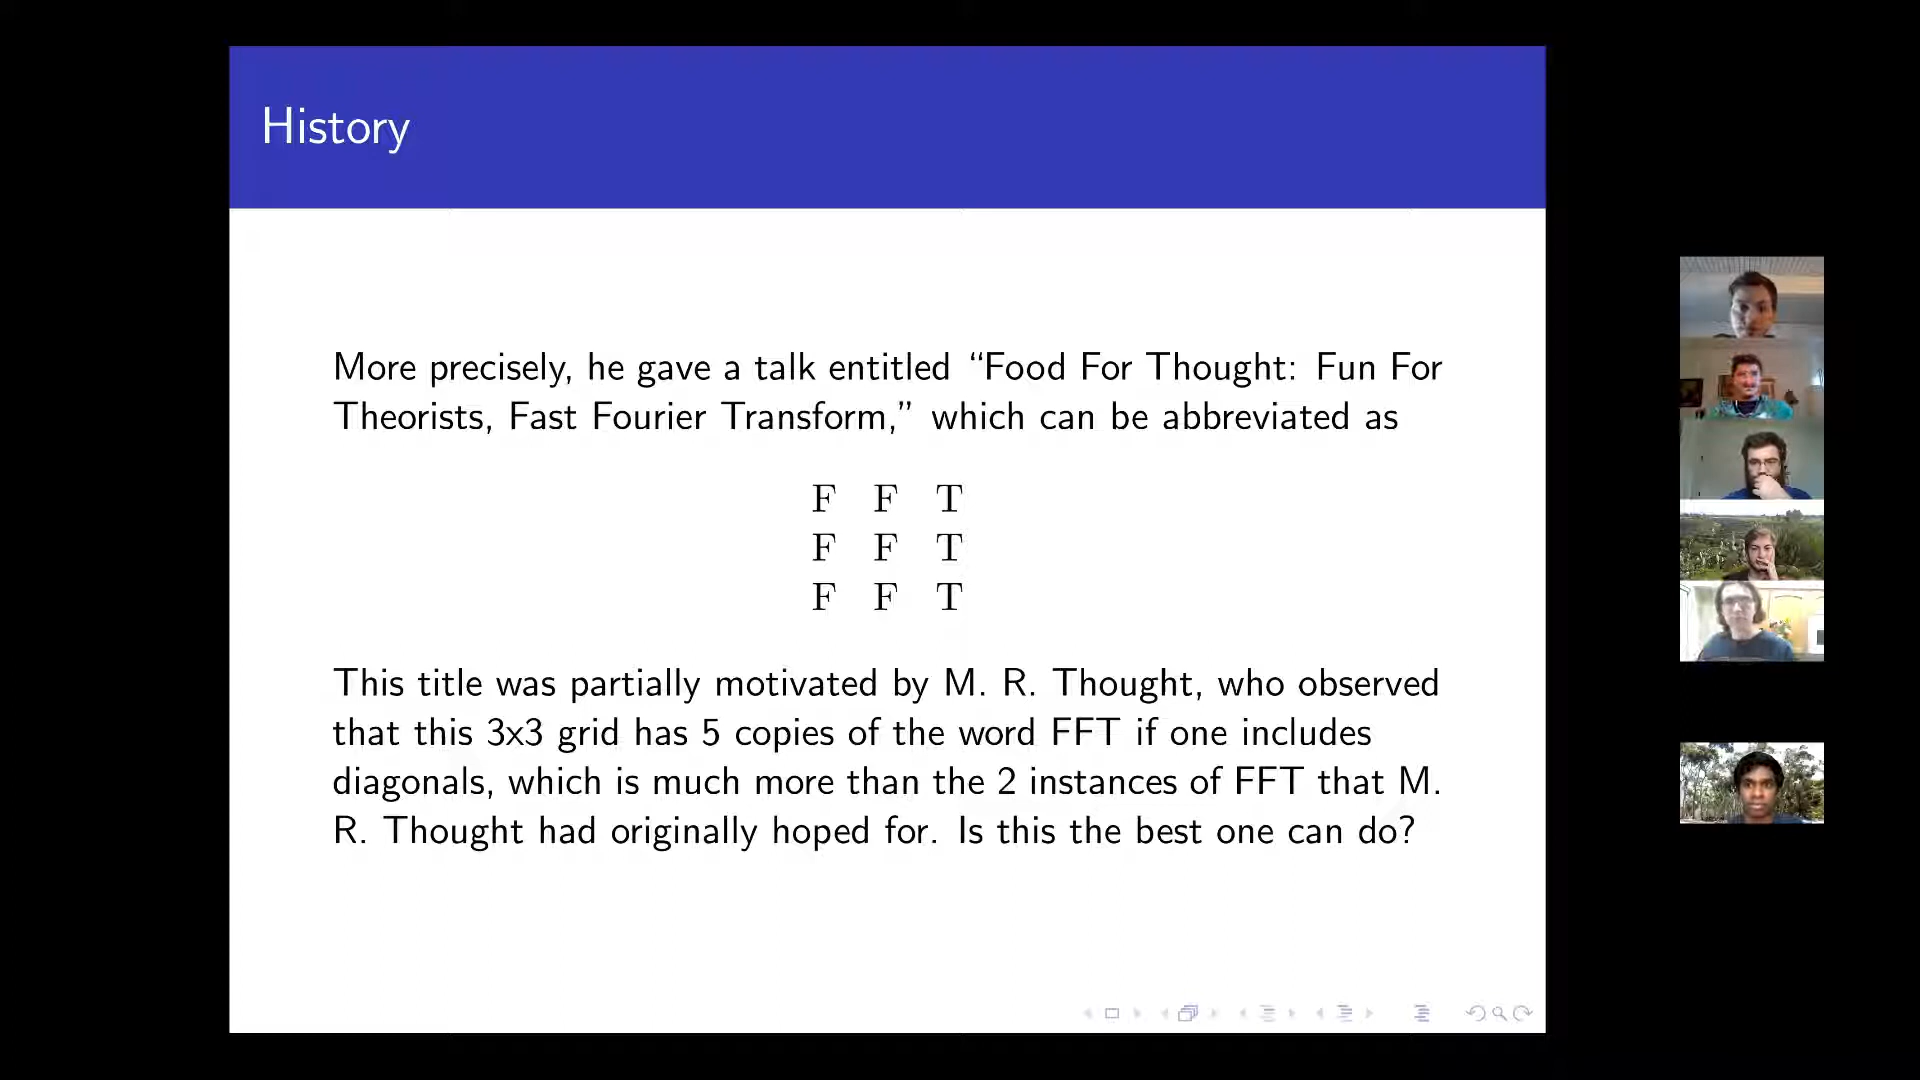 History
More precisely, he gave a talk entitled “Food For Thought: Fun For
Theorists, Fast Fourier Transform,” which can be abbreviated as
F F T
F F T
F F T
This title was partially motivated by M. R. Thought, who observed
that this 3x3 grid has 5 copies of the word FFT if one includes
diagonals, which is much more than the 2 instances of FFT that M.
R. Thought had originally hoped for. Is this the best one can do?